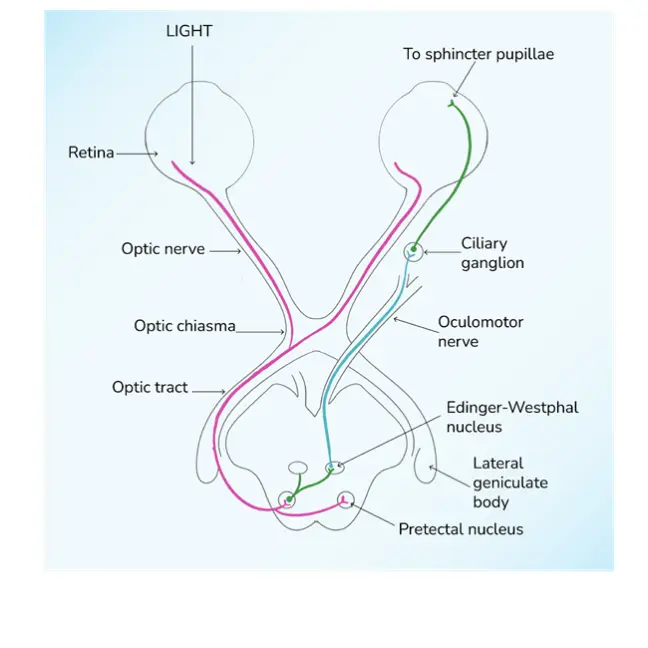 LIGHT
To sphincter pupillae
Retina
Optic nerve
Ciliary
ganglion
Optic chiasma
Oculomotor
nerve
Optic tract
Edinger-Westphal
nucleus
Lateral
geniculate
body
Pretectal nucleus